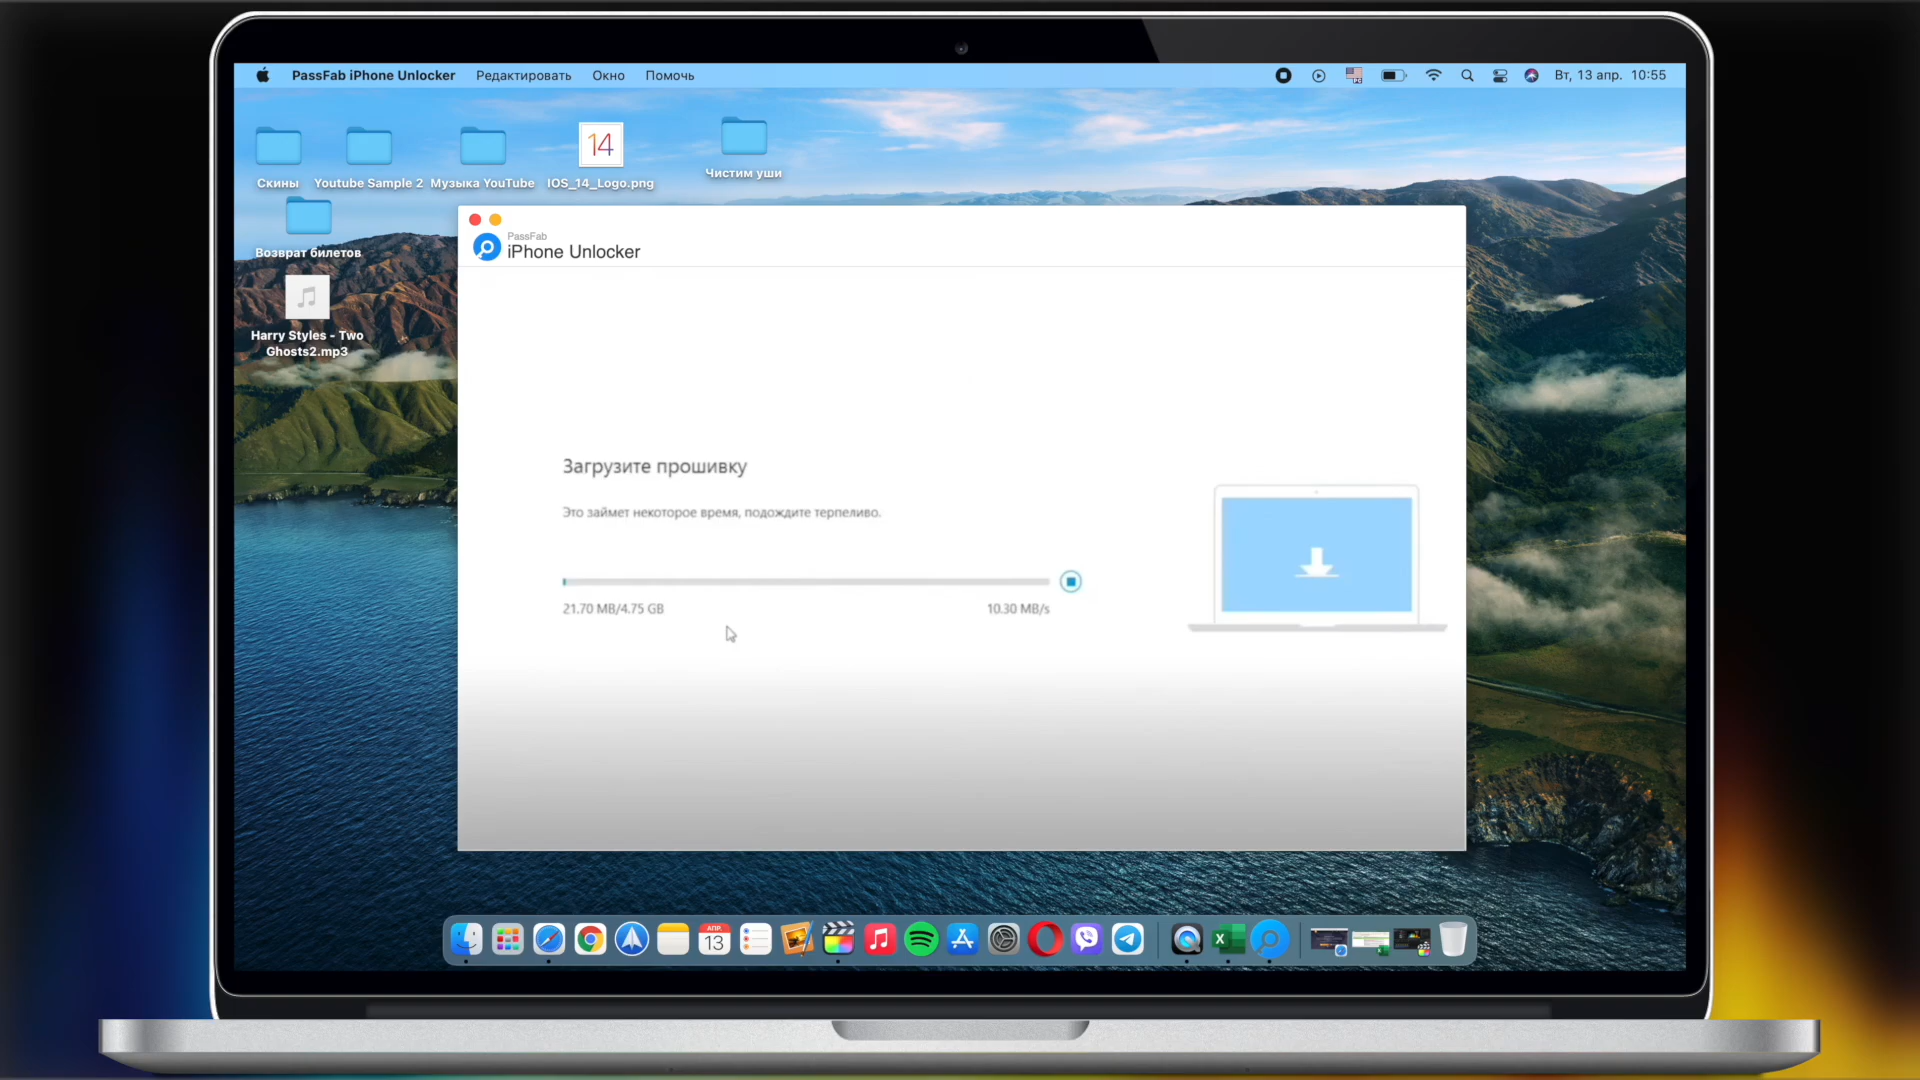 PassFab iPhone Unlocker Редактировать Окно Помочь Вт, 13 апр. 10:55
14
Скины Youtube Sample 2 Музыка YouTube IOS_14_Logo.png Чистим уши
Возврат билетов
Harry Styles - Two
Ghosts2.mp3
PassFab
iPhone Unlocker
Загрузите прошивку
Это займет некоторое время, подождите терпеливо.
21.70 MB/4.75 GB 10.30 MB/s
АПР.
13